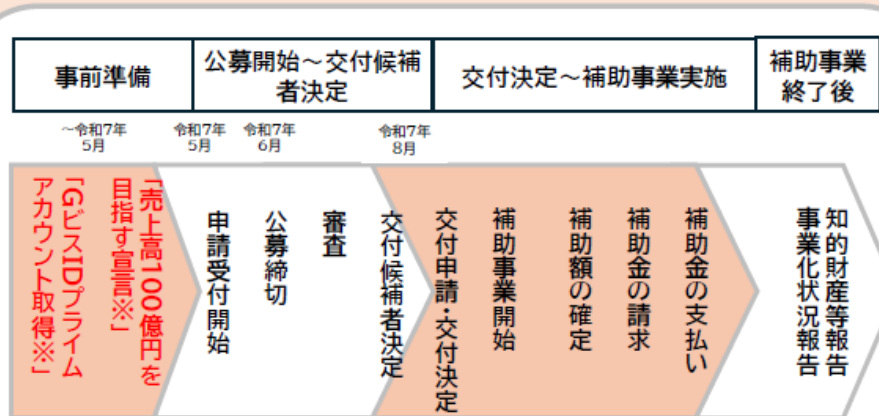 事前準備
公募開始～交付候補
者決定
交付決定～補助事業実施
補助事業
終了後
～令和7年
5月
令和7年
5月
令和7年
6月
令和7年
8月
「GビズIDプライム
アカウント取得※」
「売上高100億円を
目指す宣言※」
申請受付開始
公募締切
審査
交付候補者決定
交付申請・交付決定
補助事業開始
補助額の確定
補助金の請求
補助金の支払い
知的財産等報告
事業化状況報告